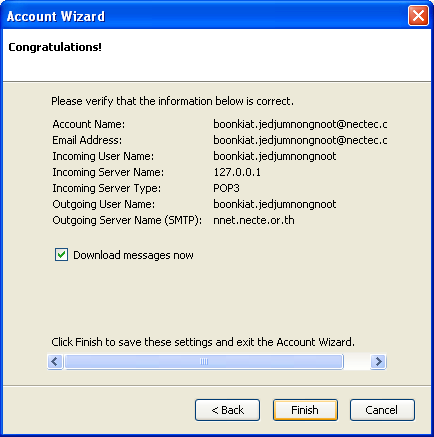 Account Wizard
Congratulations!
Please verify that the information below is correct.
Account Name: boonkiat.jedjumnongnoot@nectec.c
Email Address: boonkiat.jedjumnongnoot@nectec.c
Incoming User Name: boonkiat.jedjumnongnoot
Incoming Server Name: 127.0.0.1
Incoming Server Type: POP3
Outgoing User Name: boonkiat.jedjumnongnoot
Outgoing Server Name (SMTP): nnet.necte.or.th
Download messages now
Click Finish to save these settings and exit the Account Wizard.
< Back Finish Cancel